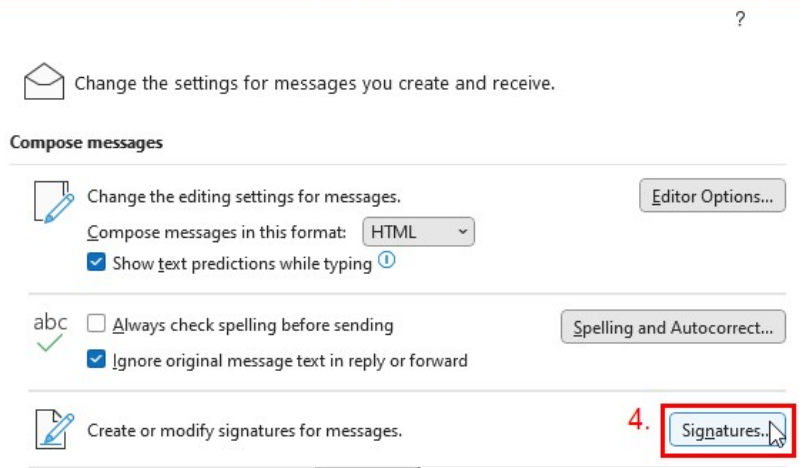 ?
Change the settings for messages you create and receive.
Compose messages
Change the editing settings for messages.
Editor Options...
Compose messages in this format: HTML
Show text predictions while typing
abc
Always check spelling before sending
Spelling and Autocorrect...
Ignore original message text in reply or forward
Create or modify signatures for messages.
4.
Signatures...